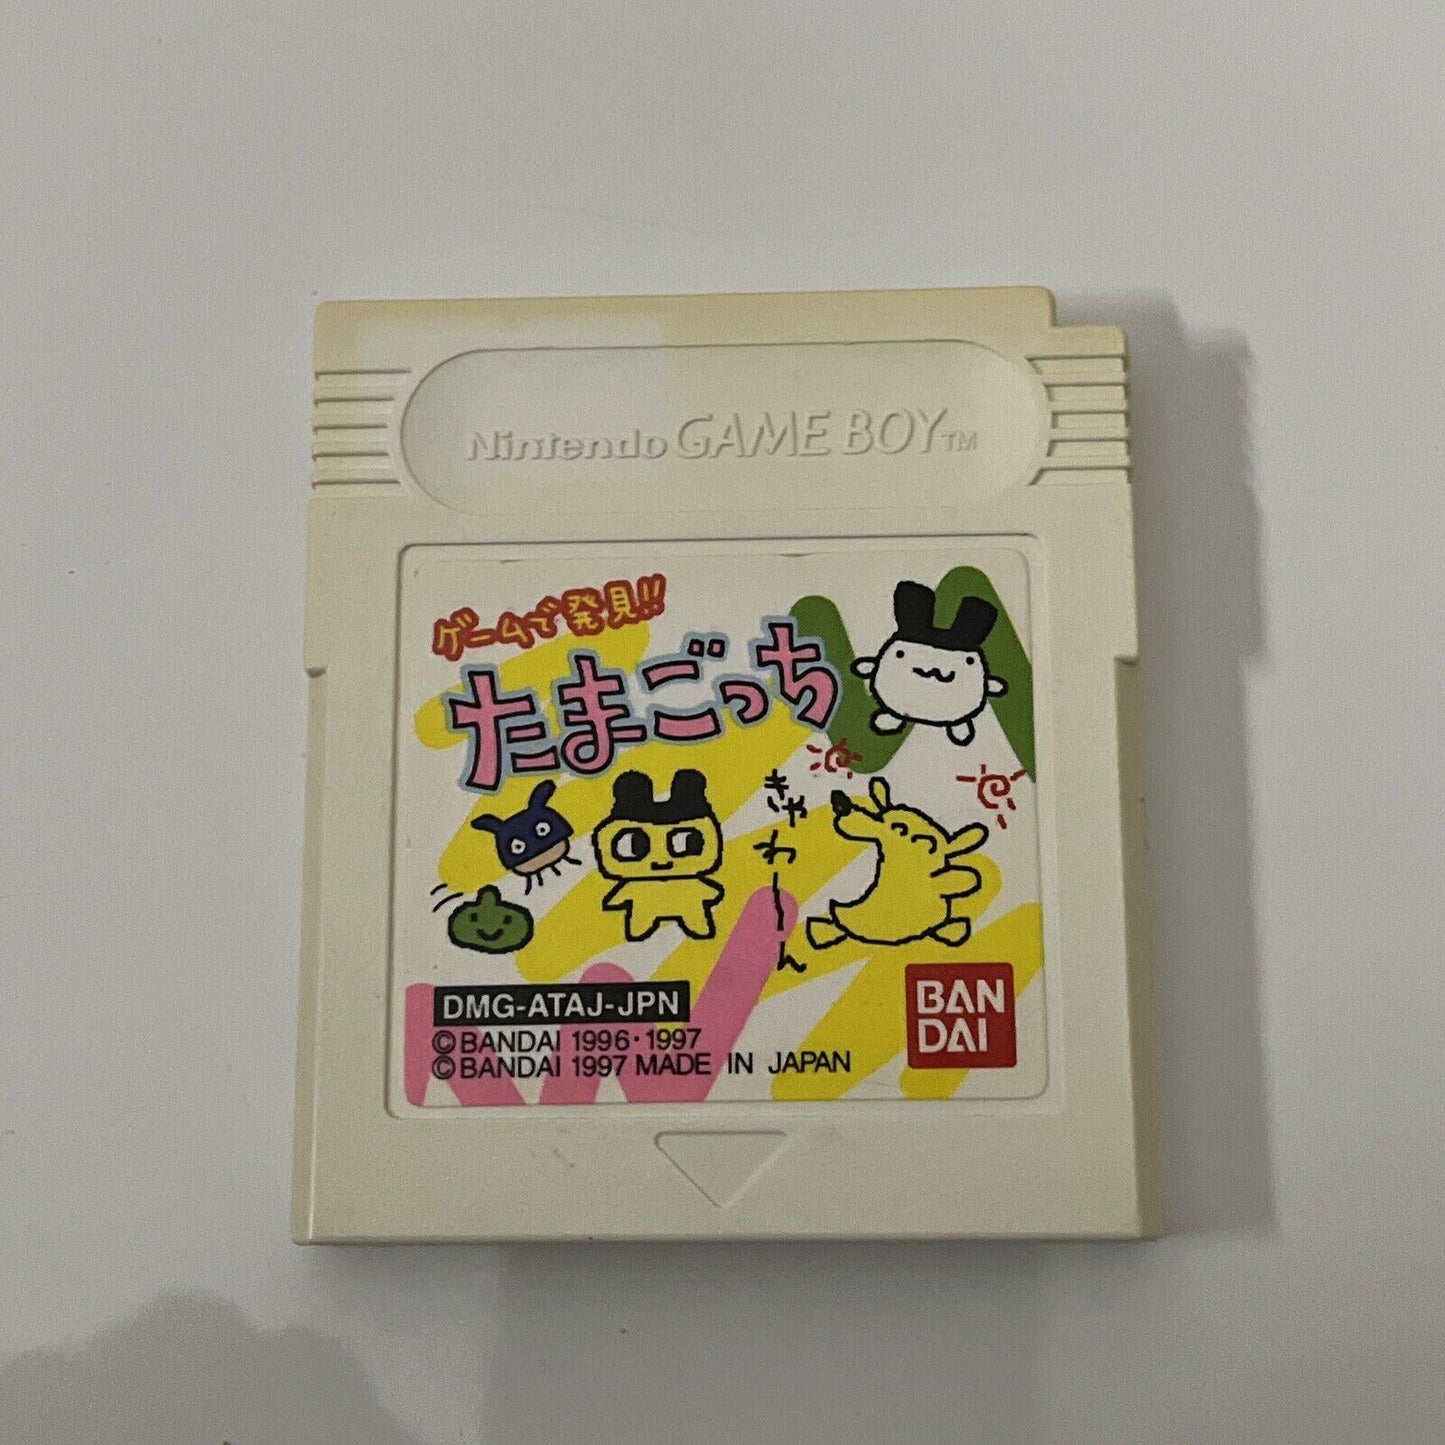 Nintendo GAME BOY™
ゲームで発見!!
たまごっち
きゃわーん
DMG-ATAJ-JPN
©BANDAI 1996·1997
©BANDAI 1997 MADE IN JAPAN
BAN
DAI